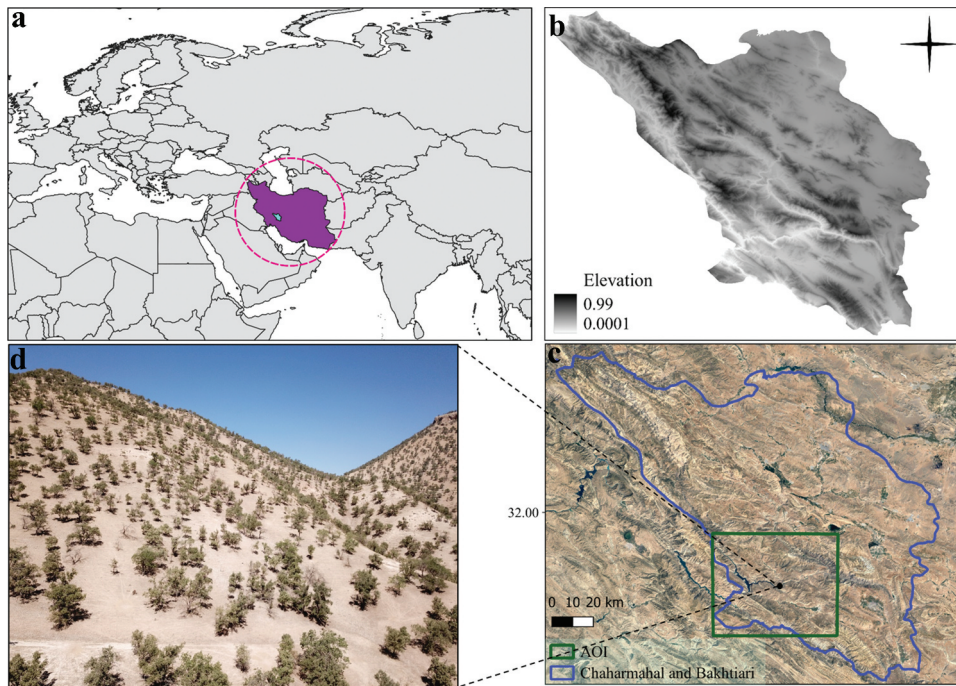 a
b
Elevation
0.99
0.0001
d
c
32.00
0 10 20 km
AOI
Chaharmahal and Bakhtiari